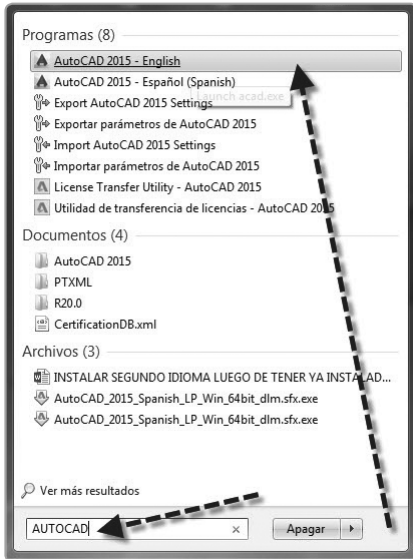 Programas (8)
AutoCAD 2015 - English
AutoCAD 2015 - Español (Spanish)
Launch acad.exe
Export AutoCAD 2015 Settings
Exportar parámetros de AutoCAD 2015
Import AutoCAD 2015 Settings
Importar parámetros de AutoCAD 2015
License Transfer Utility - AutoCAD 2015
Utilidad de transferencia de licencias - AutoCAD 2015
Documentos (4)
AutoCAD 2015
PTXML
R20.0
CertificationDB.xml
Archivos (3)
INSTALAR SEGUNDO IDIOMA LUEGO DE TENER YA INSTALAD...
AutoCAD_2015_Spanish_LP_Win_64bit_dlm.sfx.exe
AutoCAD_2015_Spanish_LP_Win_64bit_dlm.sfx.exe
Ver más resultados
AUTOCAD
Apagar